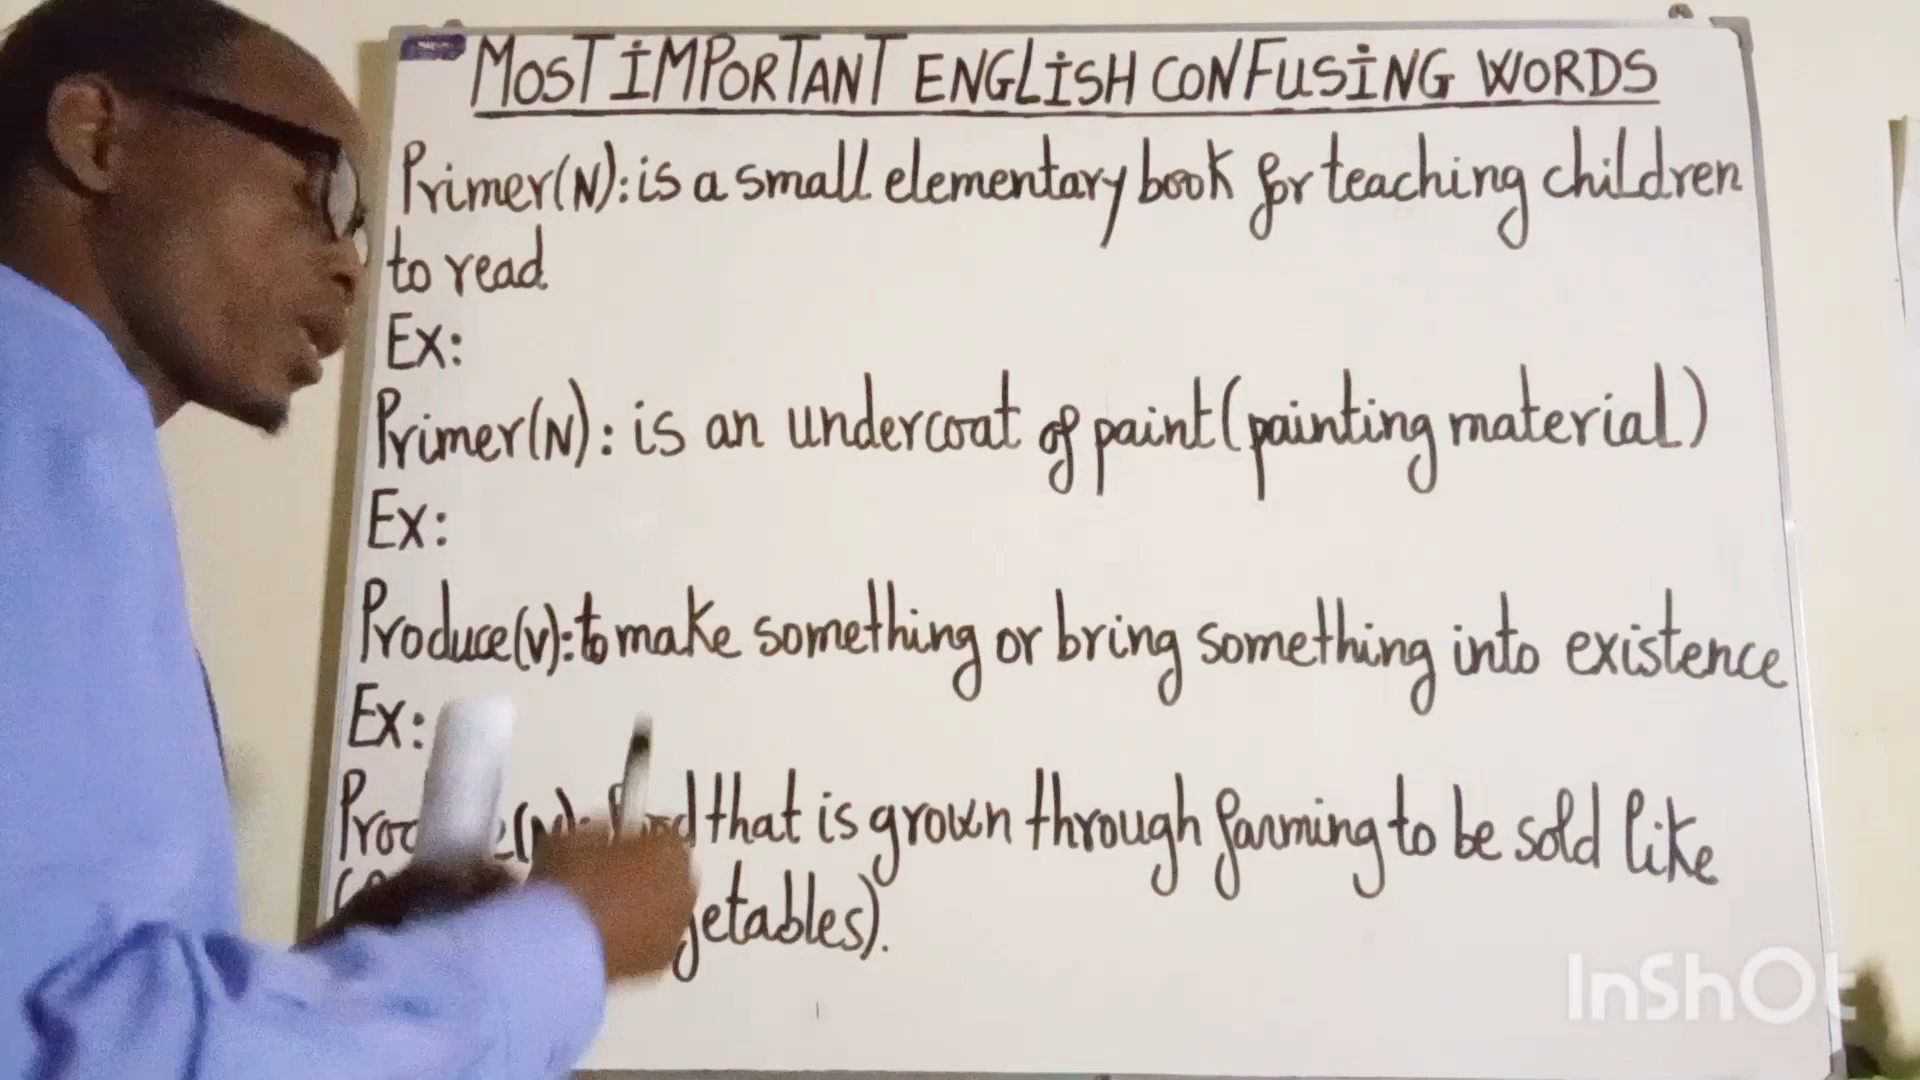 MOST IMPORTANT ENGLISH CONFUSING WORDS
Primer(N): is a small elementary book for teaching children
to read
Ex:
Primer(N): is an undercoat of paint (painting material)
Ex:
Produce(v): to make something or bring something into existence
Ex:
(N): food that is grown through farming to be sold like
getables).
InShot